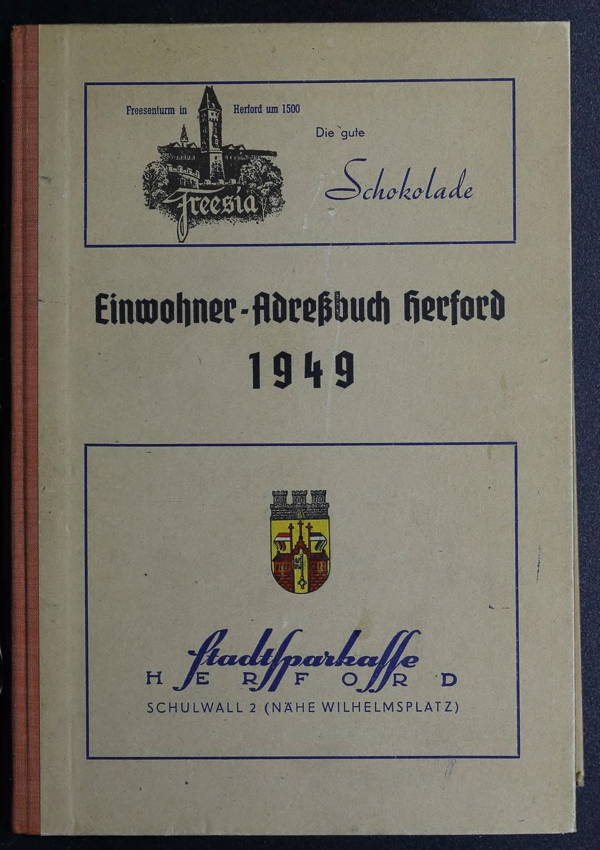 Freesenturm in Herford um 1500
Die gute
Schokolade
Freesia
Einwohner-Adreßbuch Herford
1949
Stadtsparkasse
HERFORD
SCHULWALL 2 (NÄHE WILHELMSPLATZ)